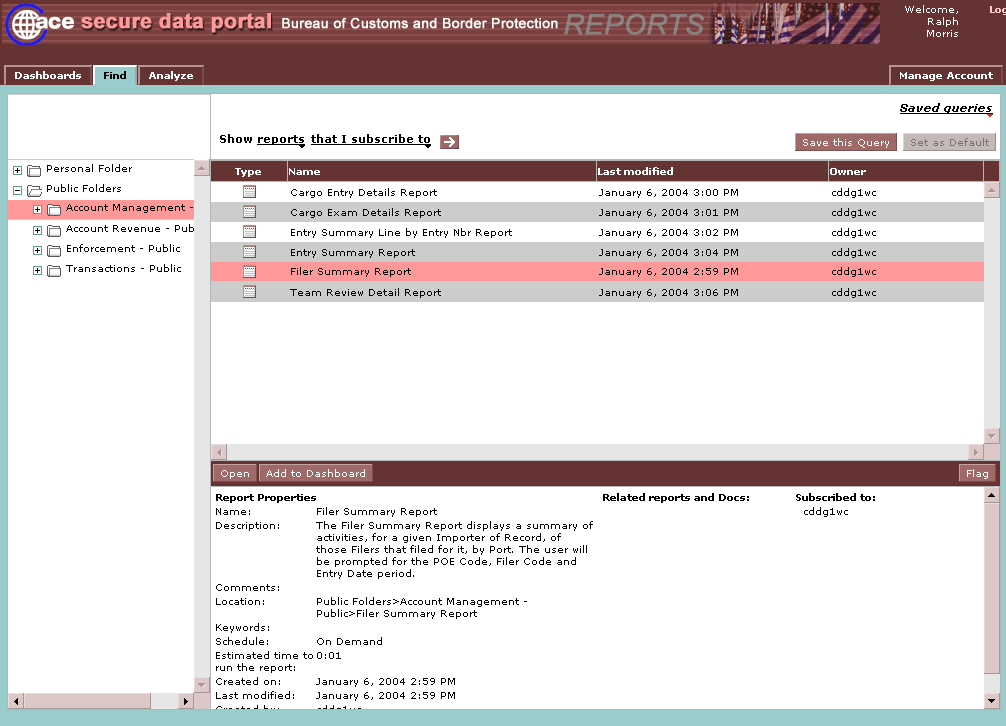 ace secure data portal Bureau of Customs and Border Protection REPORTS
Welcome,
Ralph
Morris
Log
Dashboards Find Analyze Manage Account
Saved queries
Show reports that I subscribe to
Save this Query Set as Default
Personal Folder
Public Folders
Account Management -
Account Revenue - Pub
Enforcement - Public
Transactions - Public
Type Name Last modified Owner
Cargo Entry Details Report January 6, 2004 3:00 PM cddg1wc
Cargo Exam Details Report January 6, 2004 3:01 PM cddg1wc
Entry Summary Line by Entry Nbr Report January 6, 2004 3:02 PM cddg1wc
Entry Summary Report January 6, 2004 3:04 PM cddg1wc
Filer Summary Report January 6, 2004 2:59 PM cddg1wc
Team Review Detail Report January 6, 2004 3:06 PM cddg1wc
Open Add to Dashboard Flag
Report Properties Related reports and Docs: Subscribed to:
Name: Filer Summary Report cddg1wc
Description: The Filer Summary Report displays a summary of
activities, for a given Importer of Record, of
those Filers that filed for it, by Port. The user will
be prompted for the POE Code, Filer Code and
Entry Date period.
Comments:
Location: Public Folders>Account Management -
Public>Filer Summary Report
Keywords:
Schedule: On Demand
Estimated time to 0:01
run the report:
Created on: January 6, 2004 2:59 PM
Last modified: January 6, 2004 2:59 PM
Created by: cddg1wc